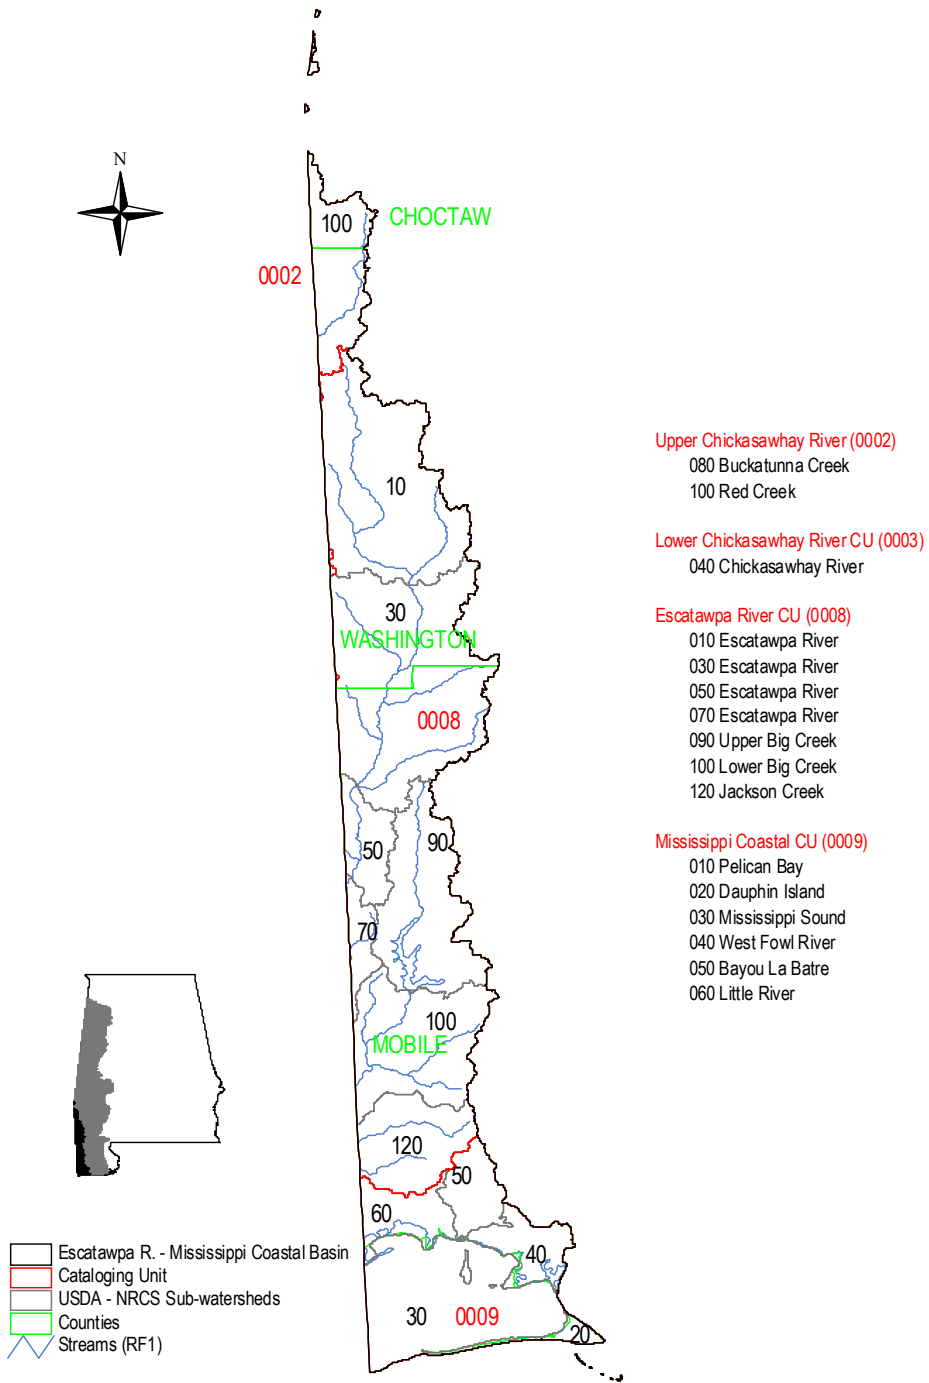 N
100
CHOCTAW
0002
10
30
WASHINGTON
0008
50
90
70
100
MOBILE
120
50
60
40
30
0009
20
Upper Chickasawhay River (0002)
080 Buckatunna Creek
100 Red Creek
Lower Chickasawhay River CU (0003)
040 Chickasawhay River
Escatawpa River CU (0008)
010 Escatawpa River
030 Escatawpa River
050 Escatawpa River
070 Escatawpa River
090 Upper Big Creek
100 Lower Big Creek
120 Jackson Creek
Mississippi Coastal CU (0009)
010 Pelican Bay
020 Dauphin Island
030 Mississippi Sound
040 West Fowl River
050 Bayou La Batre
060 Little River
Escatawpa R. - Mississippi Coastal Basin
Cataloging Unit
USDA - NRCS Sub-watersheds
Counties
Streams (RF1)